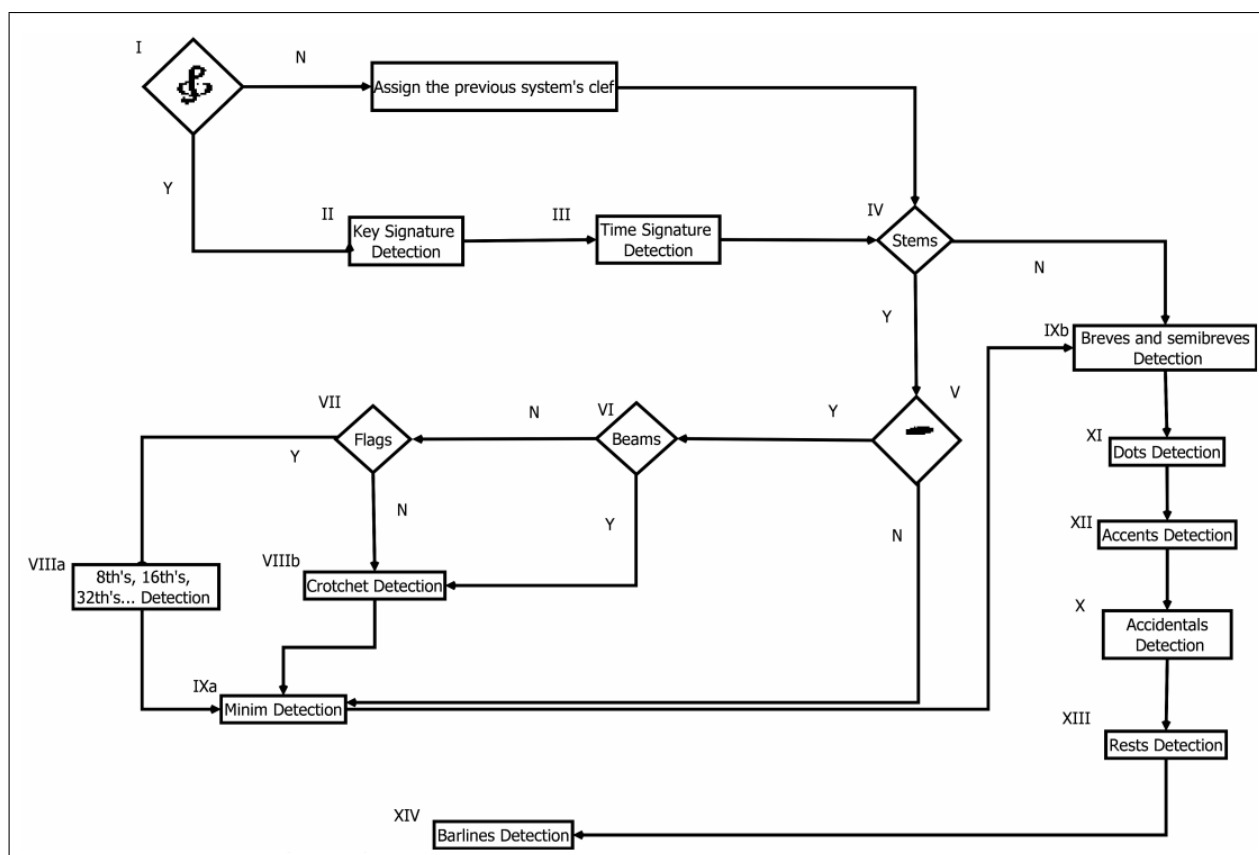 I
N
Assign the previous system's clef
Y
II
Key Signature
Detection
III
Time Signature
Detection
IV
Stems
N
Y
IXb
Breves and semibreves
Detection
V
Y
N
VI
Beams
N
Y
VII
Flags
Y
N
VIIIa
8th's, 16th's,
32th's... Detection
VIIIb
Crotchet Detection
IXa
Minim Detection
XI
Dots Detection
XII
Accents Detection
X
Accidentals
Detection
XIII
Rests Detection
XIV
Barlines Detection